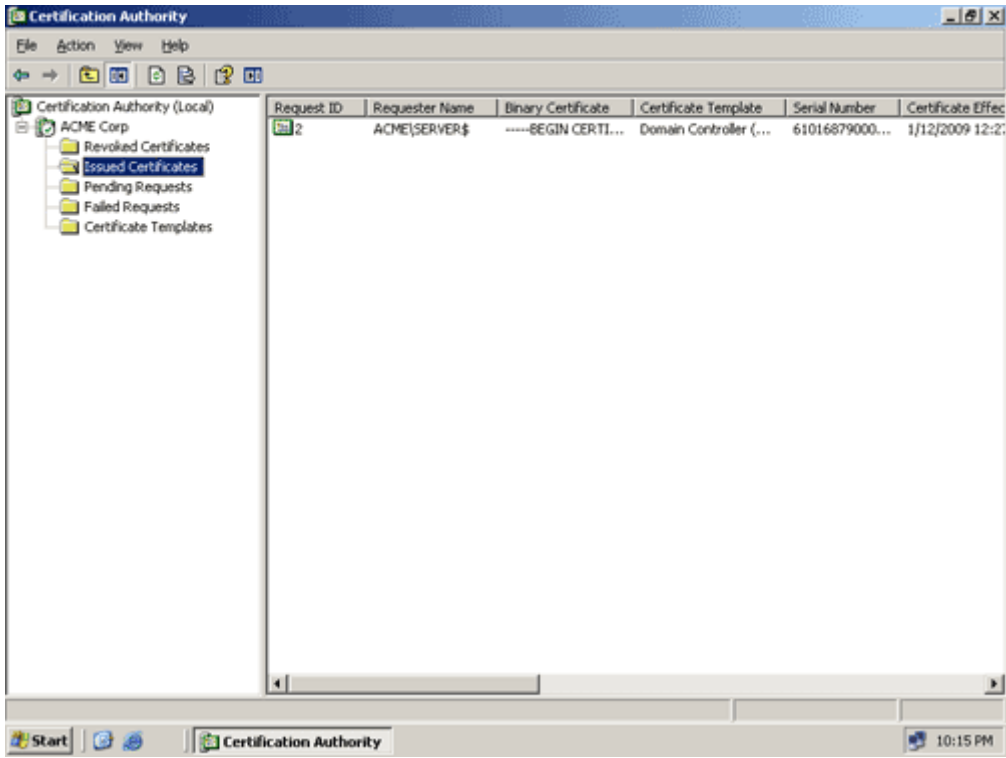 Certification Authority
File Action View Help
Certification Authority (Local)
ACME Corp
Revoked Certificates
Issued Certificates
Pending Requests
Failed Requests
Certificate Templates
Request ID Requester Name Binary Certificate Certificate Template Serial Number Certificate Effec
2 ACME\SERVER$ -----BEGIN CERTI... Domain Controller (... 61016879000... 1/12/2009 12:2
Start Certification Authority 10:15 PM